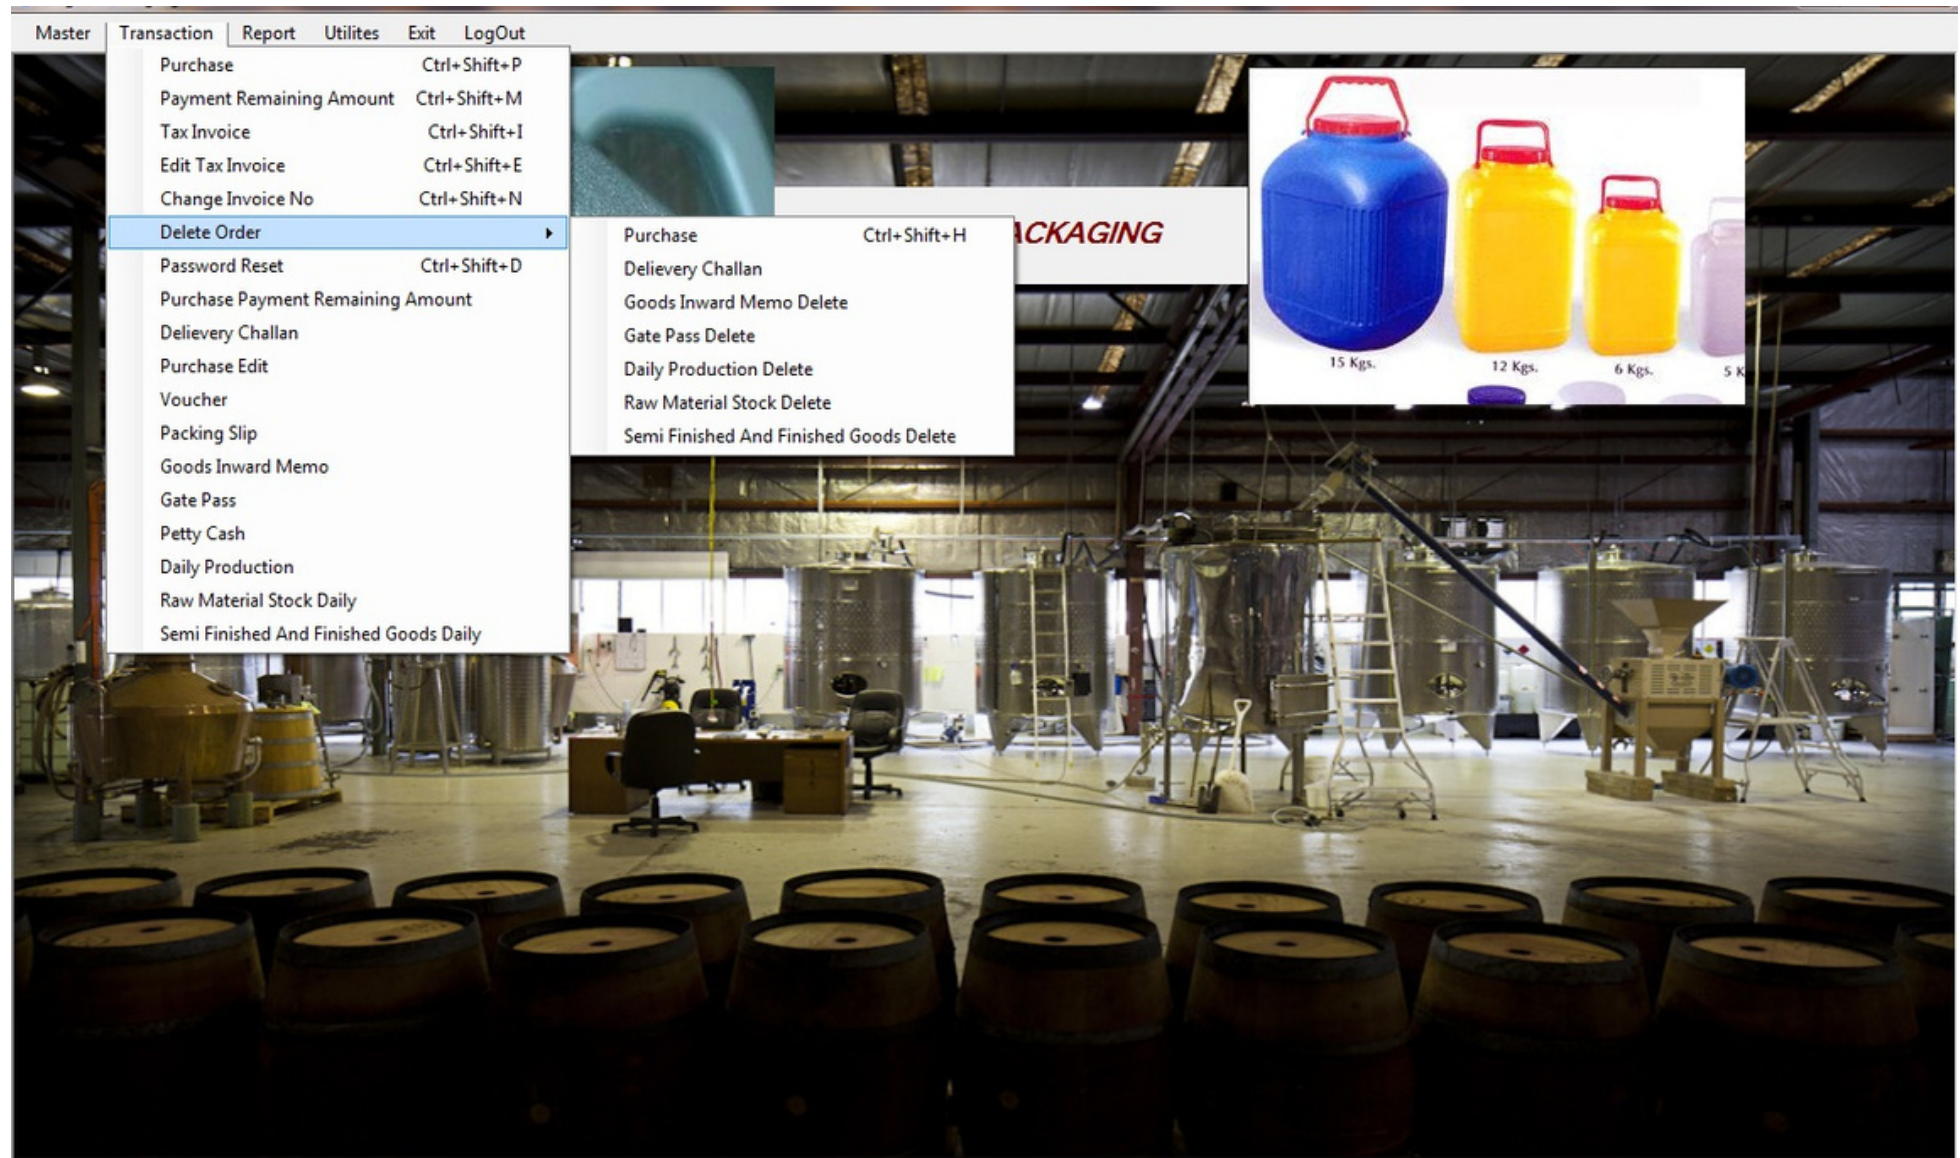 Master Transaction Report Utilites Exit LogOut
Purchase Ctrl+Shift+P
Payment Remaining Amount Ctrl+Shift+M
Tax Invoice Ctrl+Shift+I
Edit Tax Invoice Ctrl+Shift+E
Change Invoice No Ctrl+Shift+N
Delete Order
Password Reset Ctrl+Shift+D
Purchase Payment Remaining Amount
Delievery Challan
Purchase Edit
Voucher
Packing Slip
Goods Inward Memo
Gate Pass
Petty Cash
Daily Production
Raw Material Stock Daily
Semi Finished And Finished Goods Daily
Purchase Ctrl+Shift+H
Delievery Challan
Goods Inward Memo Delete
Gate Pass Delete
Daily Production Delete
Raw Material Stock Delete
Semi Finished And Finished Goods Delete
ACKAGING
15 Kgs. 12 Kgs. 6 Kgs. 5 K